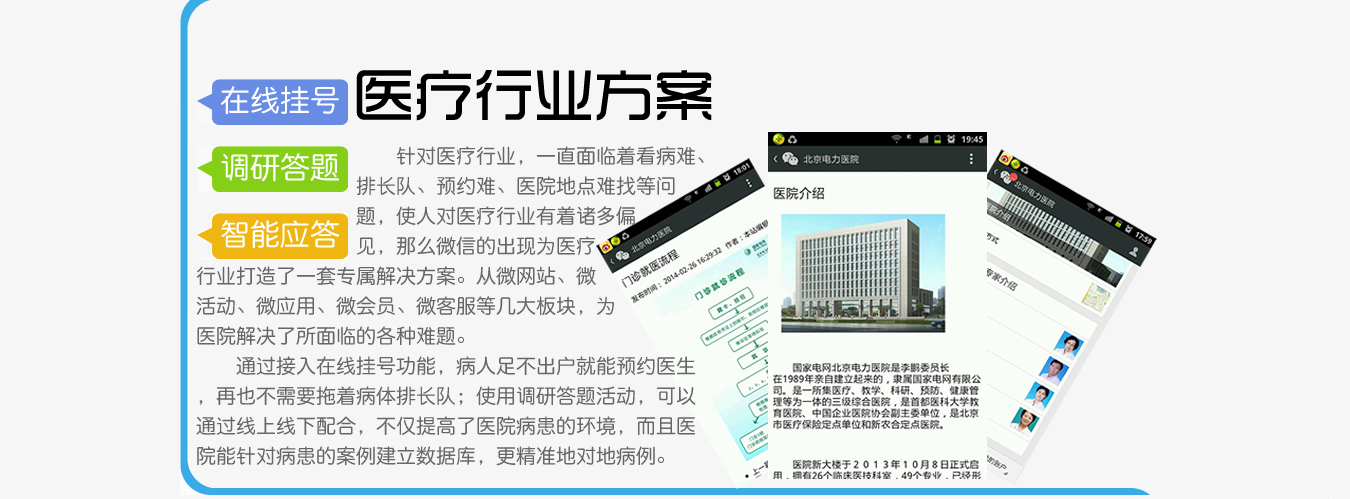 在线挂号
医疗行业方案
调研答题
智能应答
针对医疗行业，一直面临着看病难、
排长队、预约难、医院地点难找等问
题，使人对医疗行业有着诸多偏
见，那么微信的出现为医疗
行业打造了一套专属解决方案。从微网站、微
活动、微应用、微会员、微客服等几大板块，为
医院解决了所面临的各种难题。
通过接入在线挂号功能，病人足不出户就能预约医生
，再也不需要拖着病体排长队；使用调研答题活动，可以
通过线上线下配合，不仅提高了医院病患的环境，而且医
院能针对病患的案例建立数据库，更精准地对地病例。
18:01
北京电力医院
门诊就医流程
发布时间：2014-02-26 16:29:32 作者：本站编辑
门诊就诊流程
19:45
北京电力医院
医院介绍
国家电网北京电力医院是李鹏委员长
在1989年亲自建立起来的，隶属国家电网有限公
司。是一所集医疗、教学、科研、预防、健康管
理等为一体的三级综合医院，是首都医科大学教
育医院、中国企业医院协会副主委单位，是北京
市医疗保险定点单位和新农合定点医院。
医院新大楼于2013年10月8日正式启
用，拥有26个临床医技科室，49个专业，已经形
17:59
北京电力医院
院介绍
方式
专家介绍